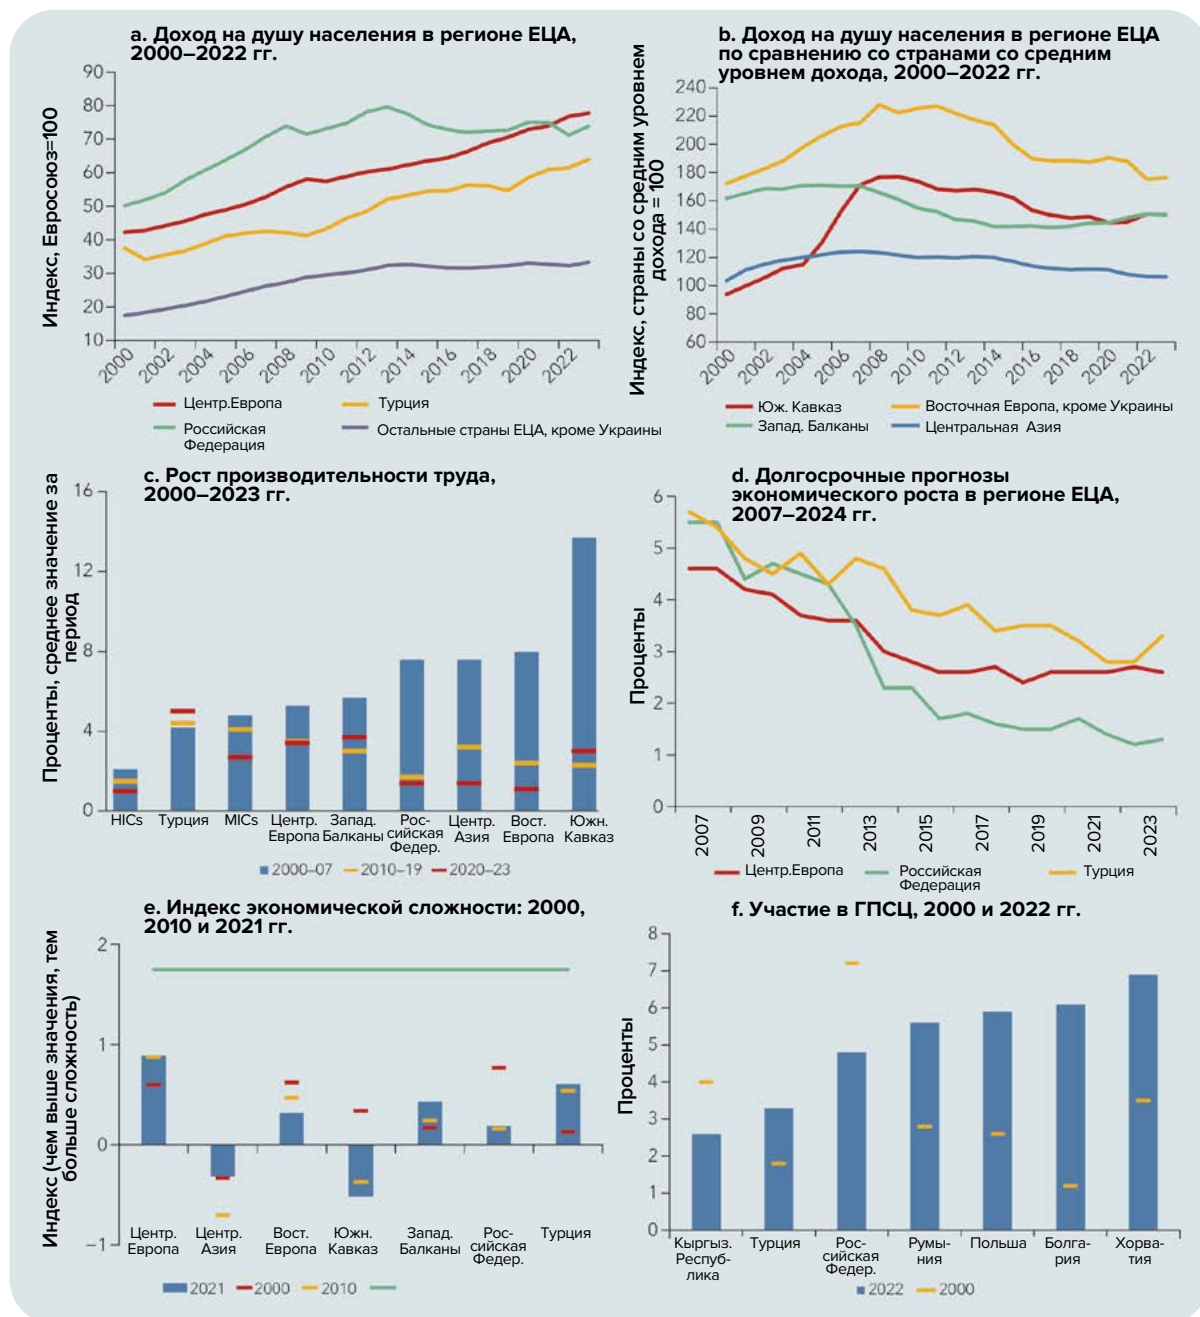 a. Доход на душу населения в регионе ЕЦА,
2000–2022 гг.
Индекс, Евросоюз=100
90
80
70
60
50
40
30
20
10
2000
2002
2004
2006
2008
2010
2012
2014
2016
2018
2020
2022
Центр.Европа
Турция
Российская
Федерация
Остальные страны ЕЦА, кроме Украины
b. Доход на душу населения в регионе ЕЦА
по сравнению со странами со средним
уровнем дохода, 2000–2022 гг.
Индекс, страны со средним уровнем
дохода = 100
240
220
200
180
160
140
120
100
80
60
2000
2002
2004
2006
2008
2010
2012
2014
2016
2018
2020
2022
Юж. Кавказ
Восточная Европа, кроме Украины
Запад. Балканы
Центральная Азия
c. Рост производительности труда,
2000–2023 гг.
Проценты, среднее значение за
период
16
12
8
4
0
HICs
Турция
MICs
Центр.
Европа
Запад.
Балканы
Рос-
сийская
Федер.
Центр.
Азия
Вост.
Европа
Южн.
Кавказ
2000–07
2010–19
2020–23
d. Долгосрочные прогнозы
экономического роста в регионе ЕЦА,
2007–2024 гг.
Проценты
6
5
4
3
2
1
0
2007
2009
2011
2013
2015
2017
2019
2021
2023
Центр.Европа
Российская
Федерация
Турция
e. Индекс экономической сложности: 2000,
2010 и 2021 гг.
Индекс (чем выше значения, тем
больше сложность)
2
1
0
–1
Центр.
Европа
Центр.
Азия
Вост.
Европа
Южн.
Кавказ
Запад.
Балканы
Рос-
сийская
Федер.
Турция
2021
2000
2010
f. Участие в ГПСЦ, 2000 и 2022 гг.
Проценты
8
7
6
5
4
3
2
1
0
Кыргыз.
Респуб-
лика
Турция
Рос-
сийская
Федер.
Румы-
ния
Польша
Болга-
рия
Хорва-
тия
2022
2000